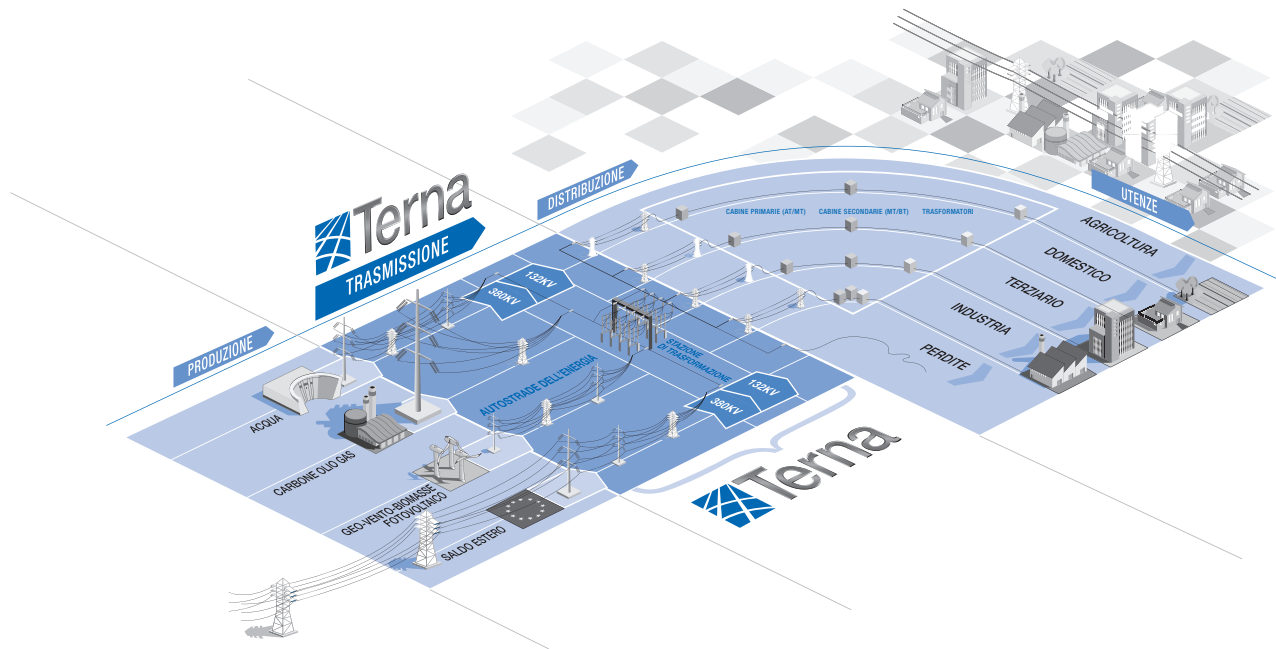 Terna
TRASMISSIONE
PRODUZIONE
DISTRIBUZIONE
UTENZE
CABINE PRIMARIE (AT/MT)
CABINE SECONDARIE (MT/BT)
TRASFORMATORI
132KV
380KV
AUTOSTRADE DELL'ENERGIA
STAZIONE
DI TRASFORMAZIONE
132KV
380KV
ACQUA
CARBONE OLIO GAS
GEO-VENTO-BIOMASSE
FOTOVOLTAICO
SALDO ESTERO
AGRICOLTURA
DOMESTICO
TERZIARIO
INDUSTRIA
PERDITE
Terna